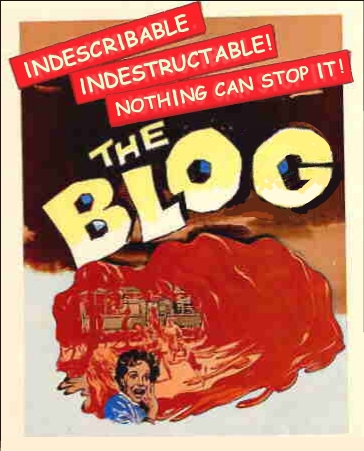 INDESCRIBABLE
INDESTRUCTABLE!
NOTHING CAN STOP IT!
THE
BLOG